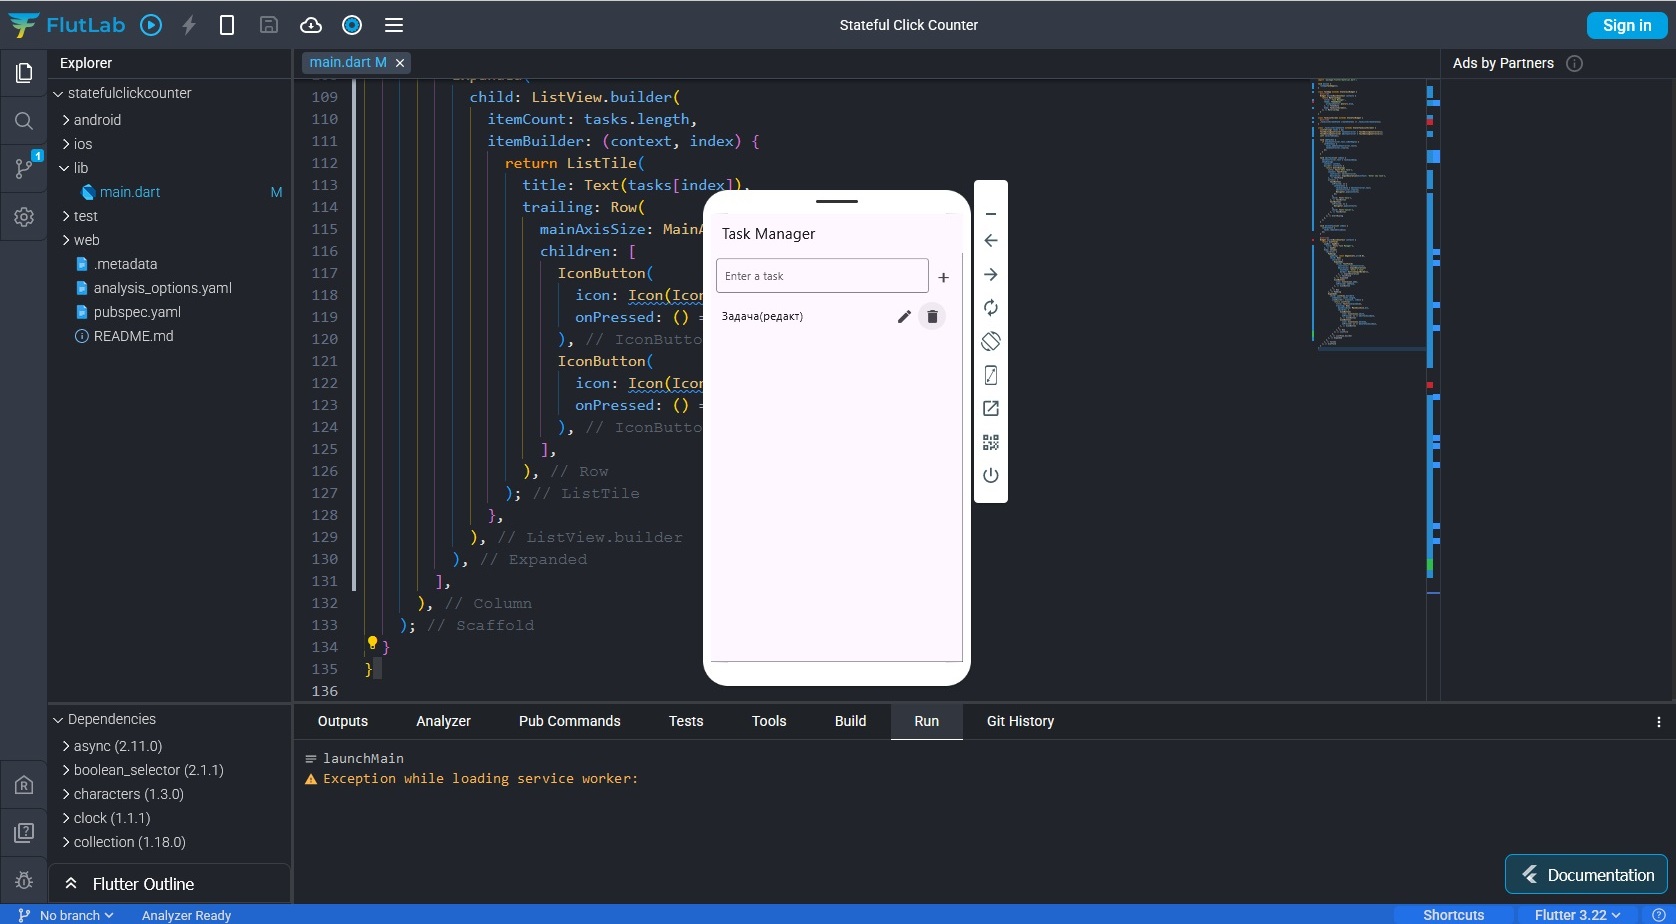 FlutLab
Stateful Click Counter
Sign in
Explorer
main.dart M
Ads by Partners
statefulclickcounter
android
ios
lib
main.dart M
test
web
.metadata
analysis_options.yaml
pubspec.yaml
README.md
1
109 child: ListView.builder(
110 itemCount: tasks.length,
111 itemBuilder: (context, index) {
112 return ListTile(
113 title: Text(tasks[index]),
114 trailing: Row(
115 mainAxisSize: MainA
116 children: [
117 IconButton(
118 icon: Icon(Icon
119 onPressed: () =
120 ), // IconButto
121 IconButton(
122 icon: Icon(Icon
123 onPressed: () =
124 ), // IconButto
125 ],
126 ), // Row
127 ); // ListTile
128 },
129 ), // ListView.builder
130 ), // Expanded
131 ],
132 ), // Column
133 ); // Scaffold
134 }
135 }
136
Task Manager
Enter a task
+
Задача(редакт)
Dependencies
async (2.11.0)
boolean_selector (2.1.1)
characters (1.3.0)
clock (1.1.1)
collection (1.18.0)
Flutter Outline
Outputs Analyzer Pub Commands Tests Tools Build Run Git History
launchMain
Exception while loading service worker:
Documentation
No branch Analyzer Ready
Shortcuts Flutter 3.22